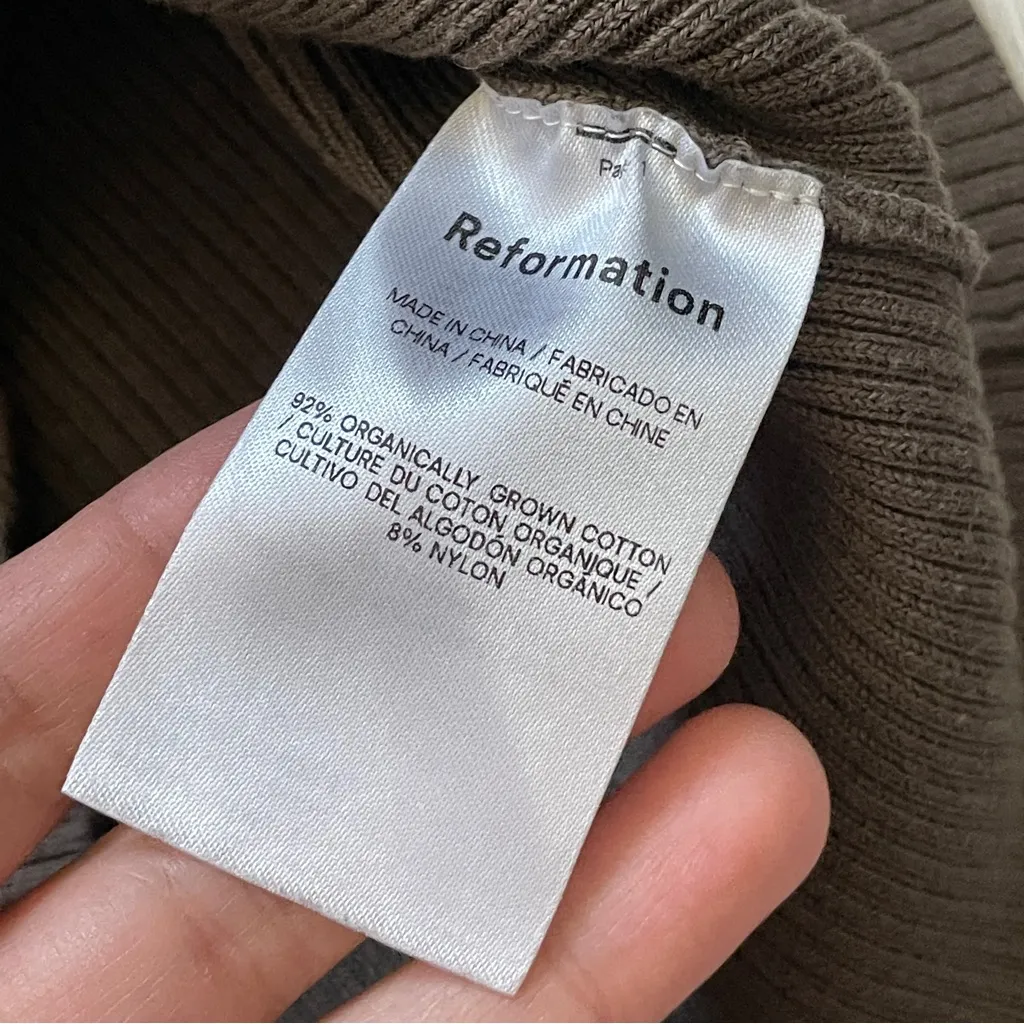 Reformation
MADE IN CHINA / FABRICADO EN
CHINA / FABRIQUÉ EN CHINE
92% ORGANICALLY GROWN COTTON
/ CULTURE DU COTON ORGANIQUE /
CULTIVO DEL ALGODÓN ORGÁNICO
8% NYLON